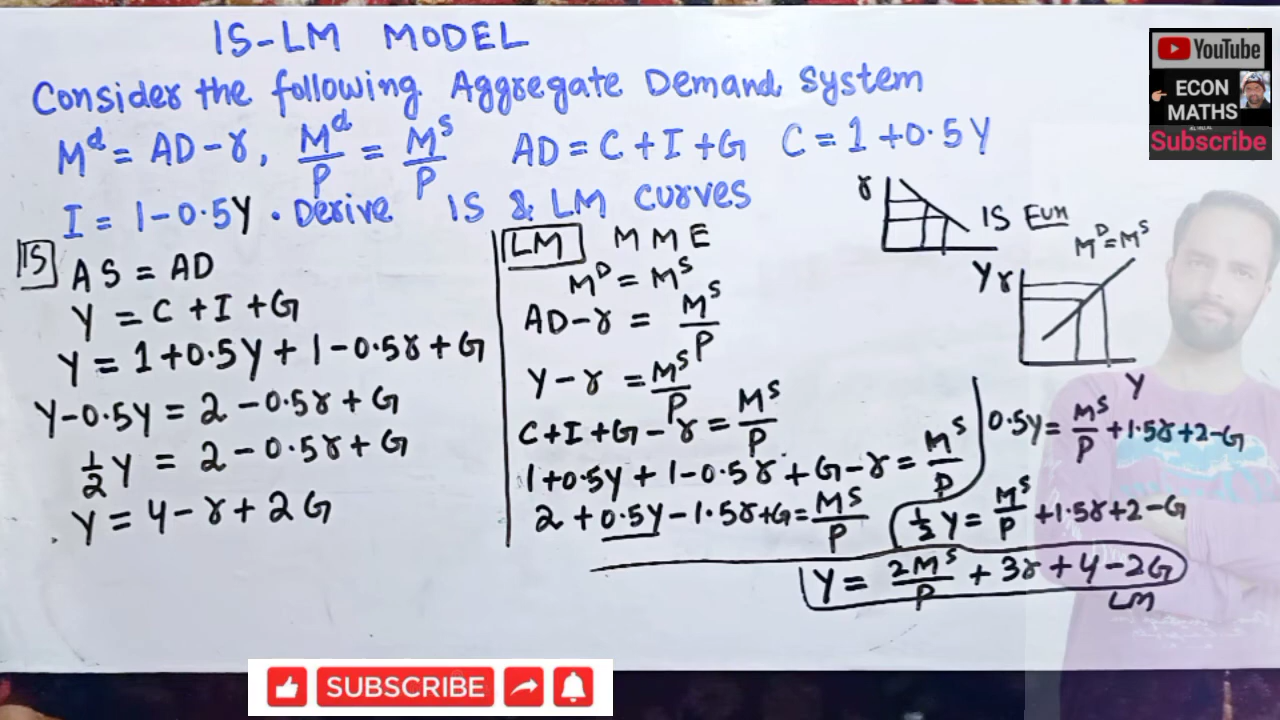 IS-LM MODEL
Consider the following Aggregate Demand system
M^d = AD-r, M^d/P = M^s/P AD = C+I+G C = 1+0.5Y
I = 1-0.5Y. Derive IS & LM curves
YouTube
ECON
MATHS
Subscribe
IS
AS = AD
Y = C+I+G
Y = 1+0.5Y+1-0.5r+G
Y-0.5Y = 2-0.5r+G
1/2 Y = 2-0.5r+G
Y = 4-r+2G
LM MME
M^D = M^S
AD-r = M^S/P
Y-r = M^S/P
C+I+G-r = M^S/P
1+0.5Y+1-0.5r+G-r = M^S/P
2+0.5Y-1.5r+G = M^S/P
r
IS Eun
Y
M^D=M^S
r
Y
0.5Y = M^S/P +1.5r+2-G
1/2 Y = M^S/P +1.5r+2-G
Y = 2M^S/P + 3r+4-2G
LM
SUBSCRIBE